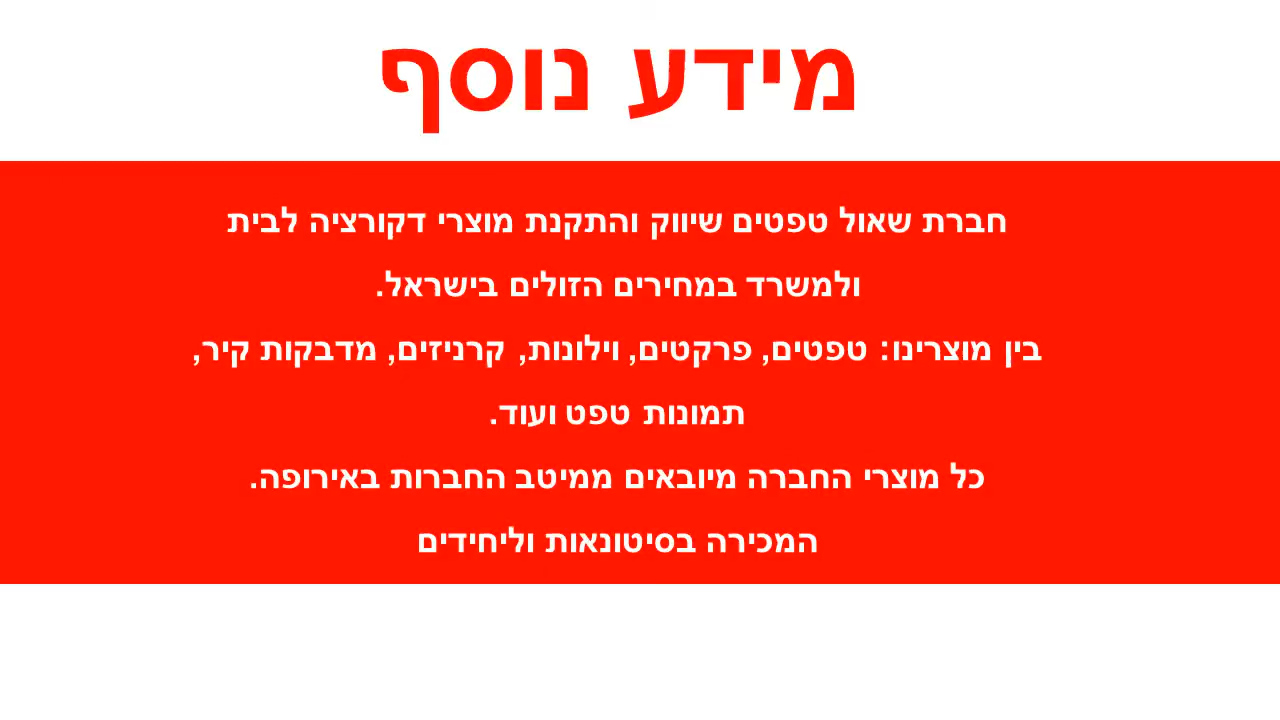 מידע נוסף
חברת שאול טפטים שיווק והתקנת מוצרי דקורציה לבית
ולמשרד במחירים הזולים בישראל.
בין מוצרינו: טפטים, פרקטים, וילונות, קרניזים, מדבקות קיר,
תמונות טפט ועוד.
כל מוצרי החברה מיובאים ממיטב החברות באירופה.
המכירה בסיטונאות וליחידים